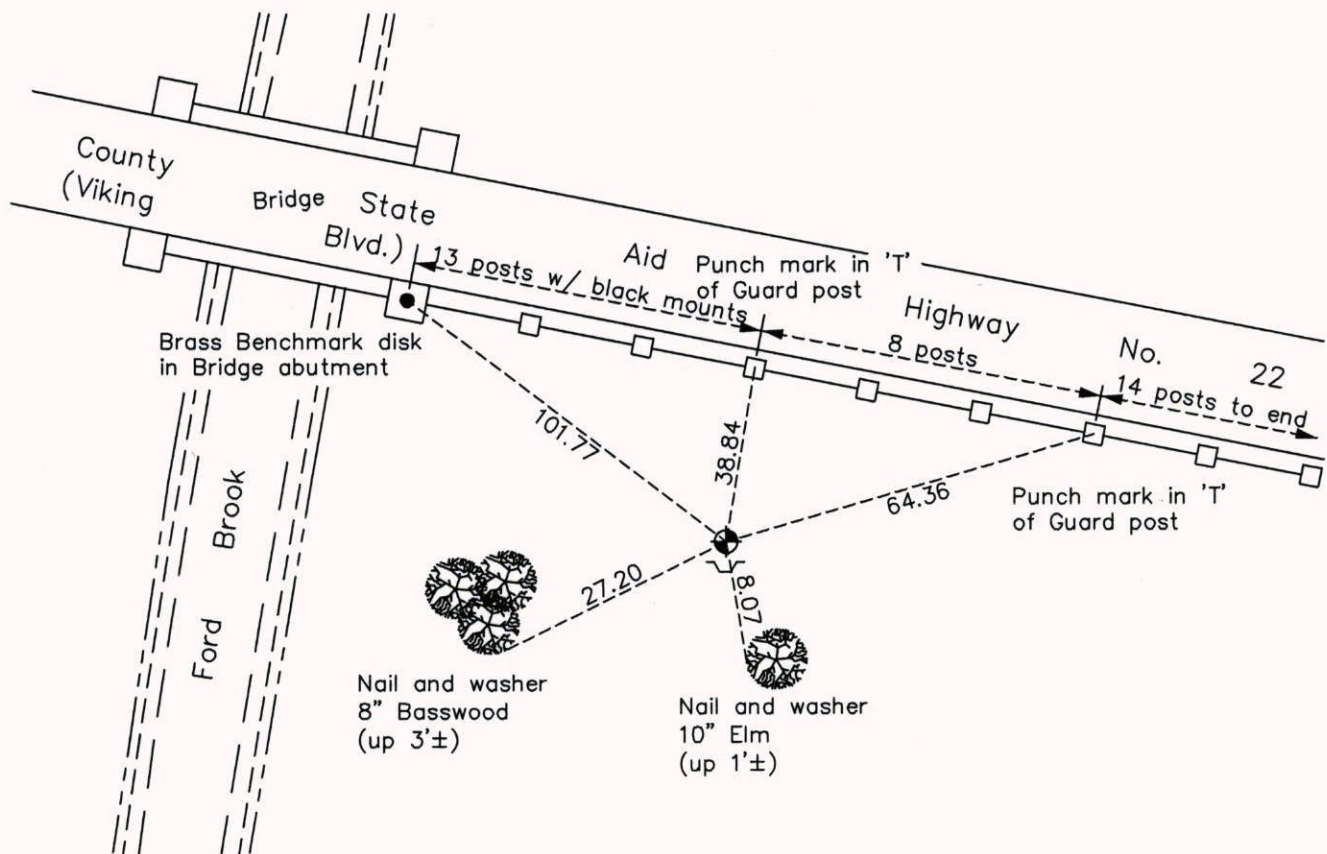 County State Aid Highway No. 22
(Viking Blvd.)
Bridge
13 posts w/ black mounts
Punch mark in 'T'
of Guard post
8 posts
14 posts to end
Brass Benchmark disk
in Bridge abutment
101.77
38.84
64.36
Punch mark in 'T'
of Guard post
Ford Brook
27.20
8.07
Nail and washer
8" Basswood
(up 3'±)
Nail and washer
10" Elm
(up 1'±)